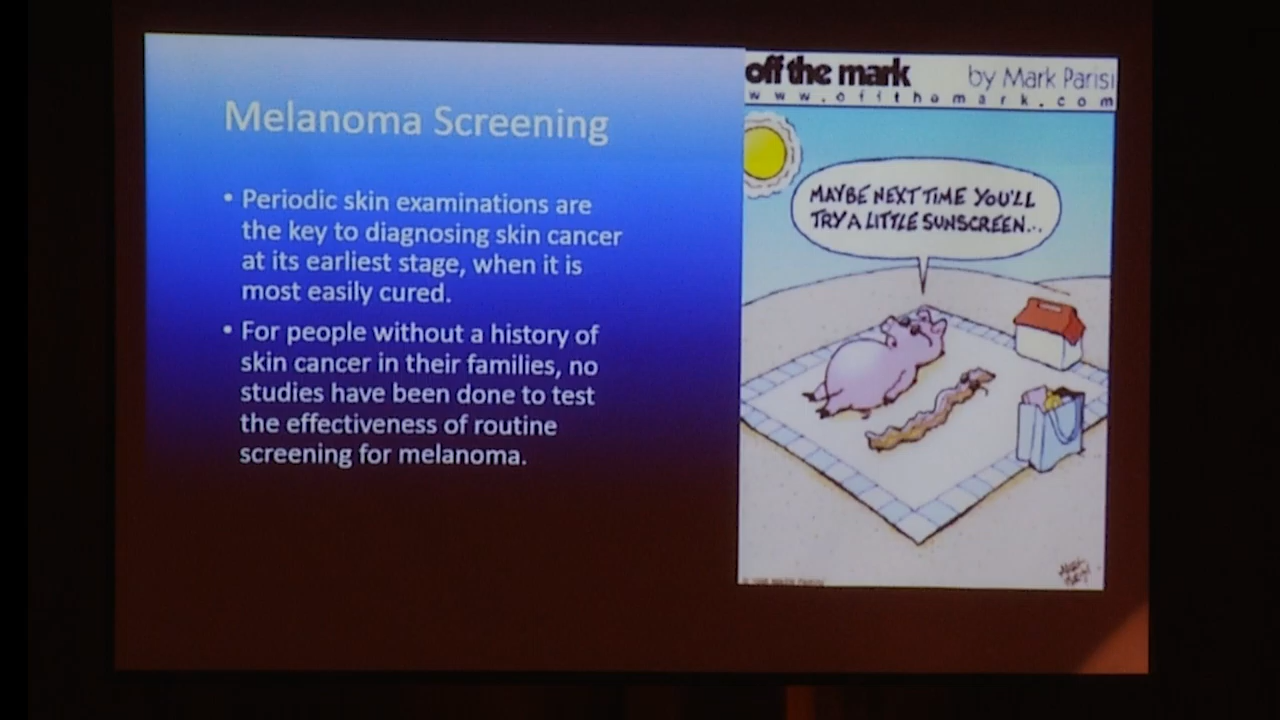 Melanoma Screening
• Periodic skin examinations are
the key to diagnosing skin cancer
at its earliest stage, when it is
most easily cured.
• For people without a history of
skin cancer in their families, no
studies have been done to test
the effectiveness of routine
screening for melanoma.
off the mark by Mark Parisi
www.offthemark.com
MAYBE NEXT TIME YOU'LL
TRY A LITTLE SUNSCREEN...